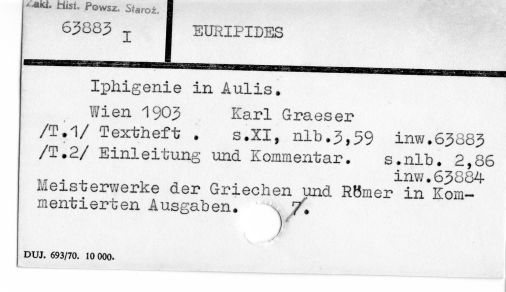 Zakł. Hist. Powsz. Staroż.
63883 I
EURIPIDES
Iphigenie in Aulis.
Wien 1903 Karl Graeser
/T.1/ Textheft . s.XI, nlb.3,59 inw.63883
/T.2/ Einleitung und Kommentar. s.nlb. 2,86
inw.63884
Meisterwerke der Griechen und Römer in Kom-
mentierten Ausgaben. 7.
DUJ. 693/70. 10 000.